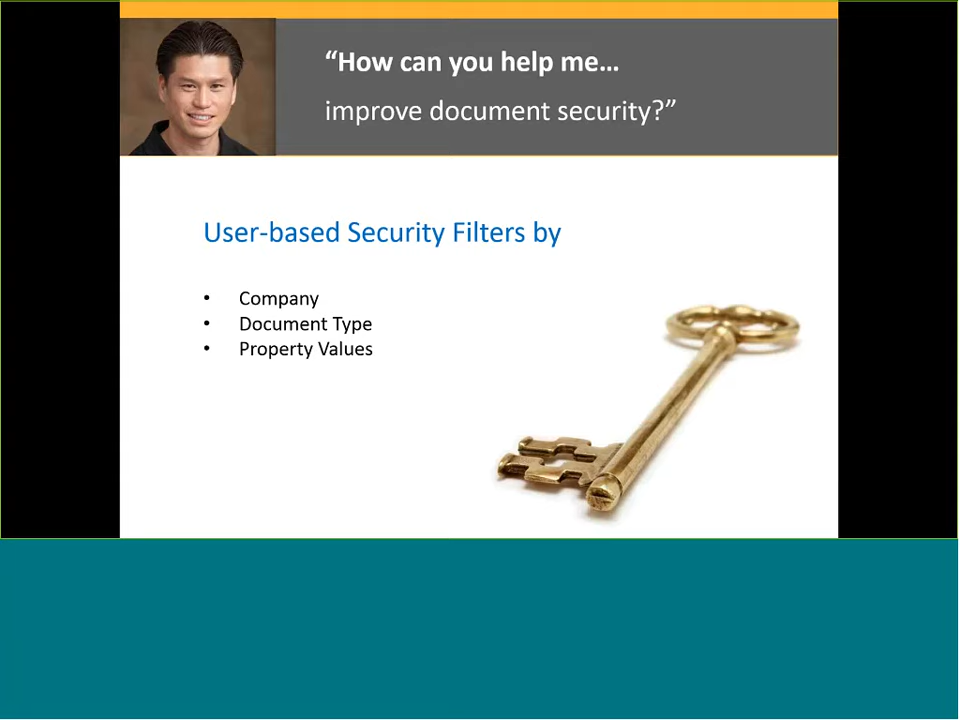 “How can you help me…
improve document security?”
User-based Security Filters by
• Company
• Document Type
• Property Values